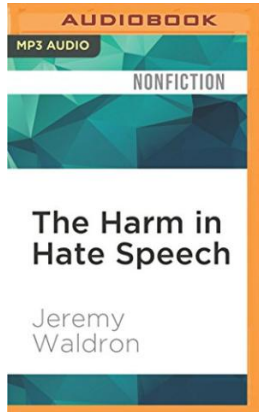 AUDIOBOOK
MP3 AUDIO
NONFICTION
The Harm in
Hate Speech
Jeremy
Waldron